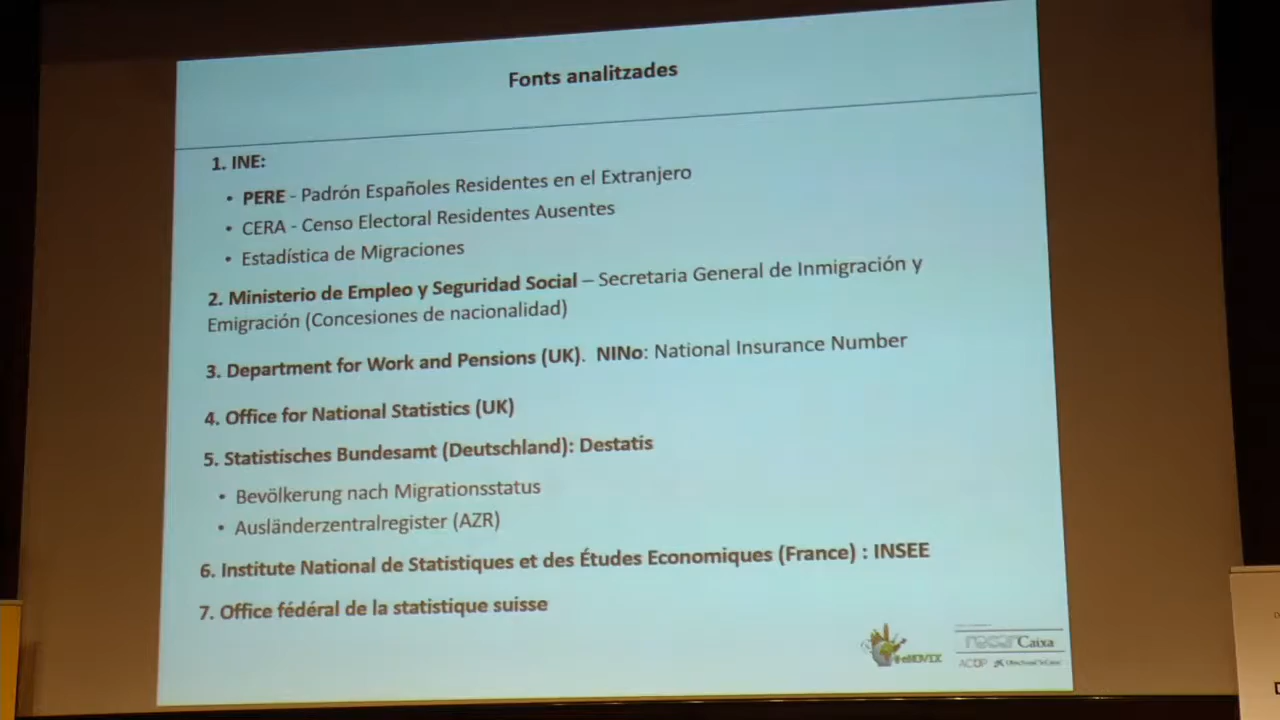 Fonts analitzades
1. INE:
• PERE - Padrón Españoles Residentes en el Extranjero
• CERA - Censo Electoral Residentes Ausentes
• Estadística de Migraciones
2. Ministerio de Empleo y Seguridad Social – Secretaria General de Inmigración y
Emigración (Concesiones de nacionalidad)
3. Department for Work and Pensions (UK). NINo: National Insurance Number
4. Office for National Statistics (UK)
5. Statistisches Bundesamt (Deutschland): Destatis
• Bevölkerung nach Migrationsstatus
• Ausländerzentralregister (AZR)
6. Institute National de Statistiques et des Études Economiques (France) : INSEE
7. Office fédéral de la statistique suisse
recerCaixa
ACUP